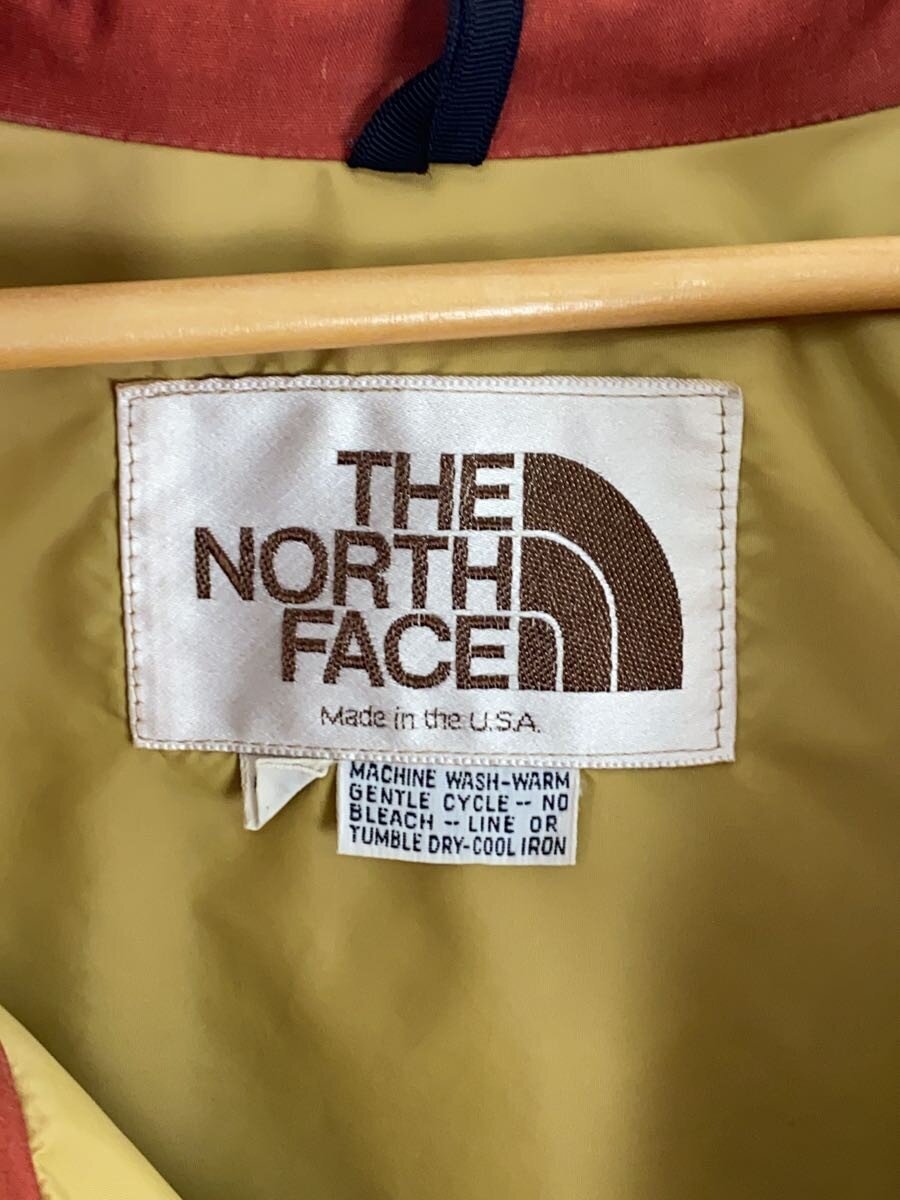 THE
NORTH
FACE
Made in the U.S.A.
MACHINE WASH-WARM
GENTLE CYCLE -- NO
BLEACH -- LINE OR
TUMBLE DRY-COOL IRON